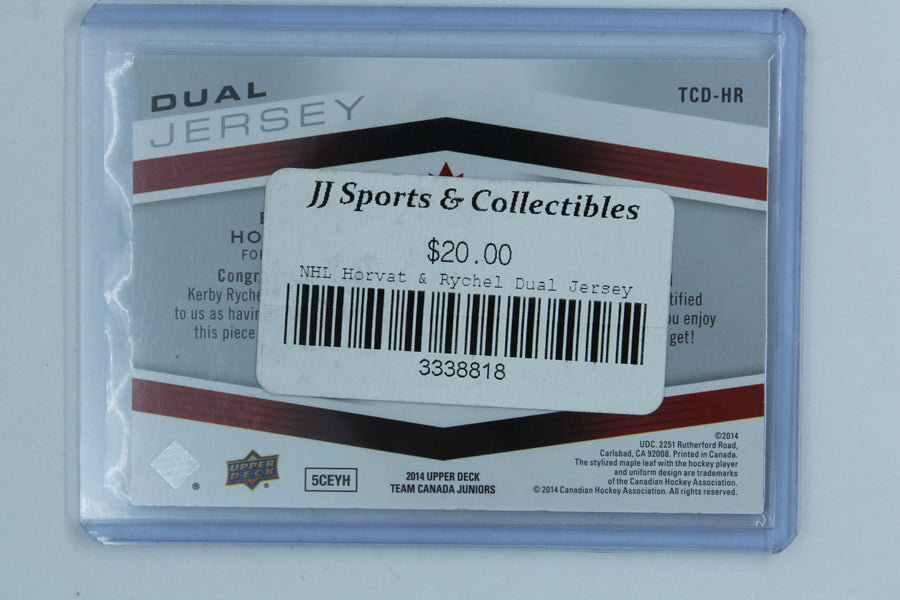 DUAL
JERSEY
TCD-HR
JJ Sports & Collectibles
$20.00
NHL Horvat & Rychel Dual Jersey
3338818
HO
FOR
Congr
Kerby Ryche
to us as havin
this piece
tified
ou enjoy
get!
UPPER
D·E·C·K
5CEYH
2014 UPPER DECK
TEAM CANADA JUNIORS
©2014
UDC. 2251 Rutherford Road,
Carlsbad, CA 92008. Printed in Canada.
The stylized maple leaf with the hockey player
and uniform design are trademarks
of the Canadian Hockey Association.
© 2014 Canadian Hockey Association. All rights reserved.